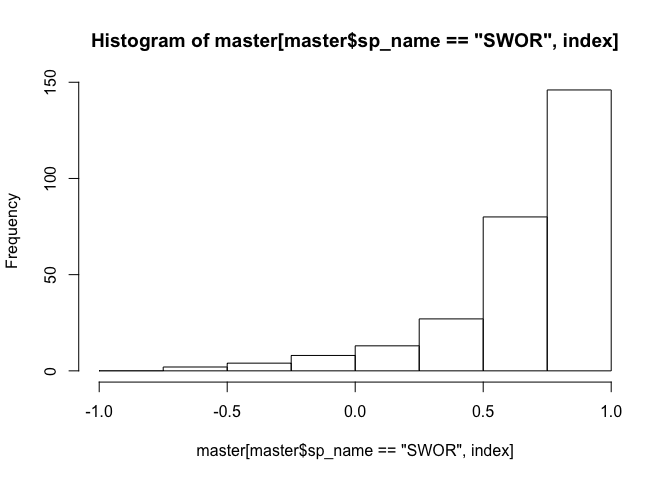 Histogram of master[master$sp_name == "SWOR", index]
150
100
50
0
Frequency
-1.0 -0.5 0.0 0.5 1.0
master[master$sp_name == "SWOR", index]